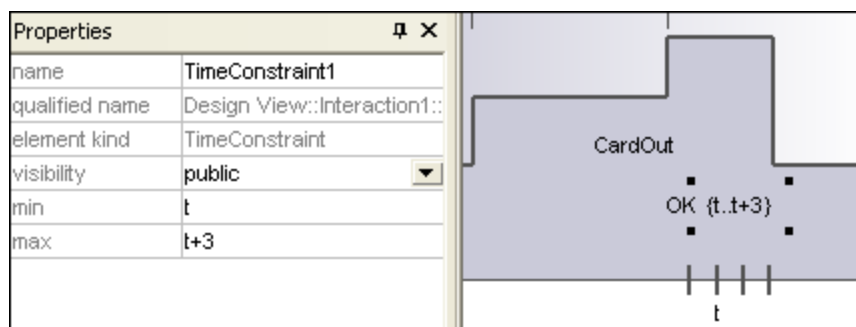 Properties
name TimeConstraint1
qualified name Design View::Interaction1::
element kind TimeConstraint
visibility public
min t
max t+3
CardOut
OK {t..t+3}
t